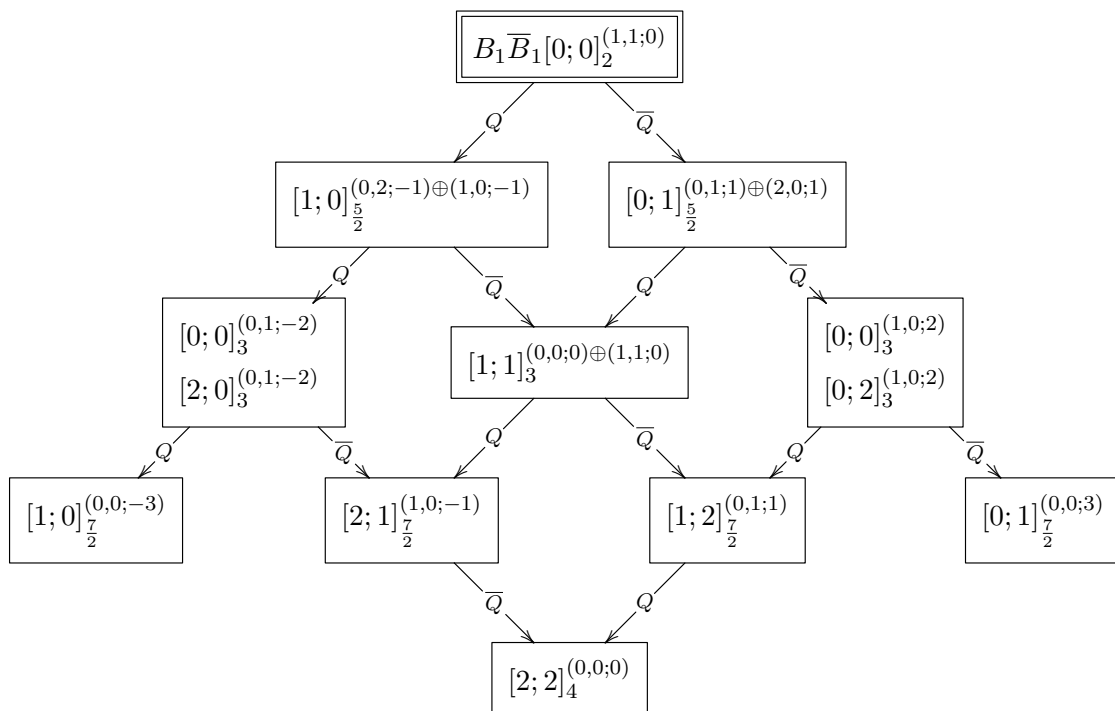 $B_1\overline{B}_1[0;0]_2^{(1,1;0)}$
$Q$ $\overline{Q}$
$[1;0]_{\frac{5}{2}}^{(0,2;-1)\oplus(1,0;-1)}$ $[0;1]_{\frac{5}{2}}^{(0,1;1)\oplus(2,0;1)}$
$Q$ $\overline{Q}$ $Q$ $\overline{Q}$
$[0;0]_3^{(0,1;-2)}$ $[0;0]_3^{(1,0;2)}$
$[1;1]_3^{(0,0;0)\oplus(1,1;0)}$
$[2;0]_3^{(0,1;-2)}$ $[0;2]_3^{(1,0;2)}$
$Q$ $\overline{Q}$ $Q$ $\overline{Q}$ $Q$ $\overline{Q}$
$[1;0]_{\frac{7}{2}}^{(0,0;-3)}$ $[2;1]_{\frac{7}{2}}^{(1,0;-1)}$ $[1;2]_{\frac{7}{2}}^{(0,1;1)}$ $[0;1]_{\frac{7}{2}}^{(0,0;3)}$
$\overline{Q}$ $Q$
$[2;2]_4^{(0,0;0)}$